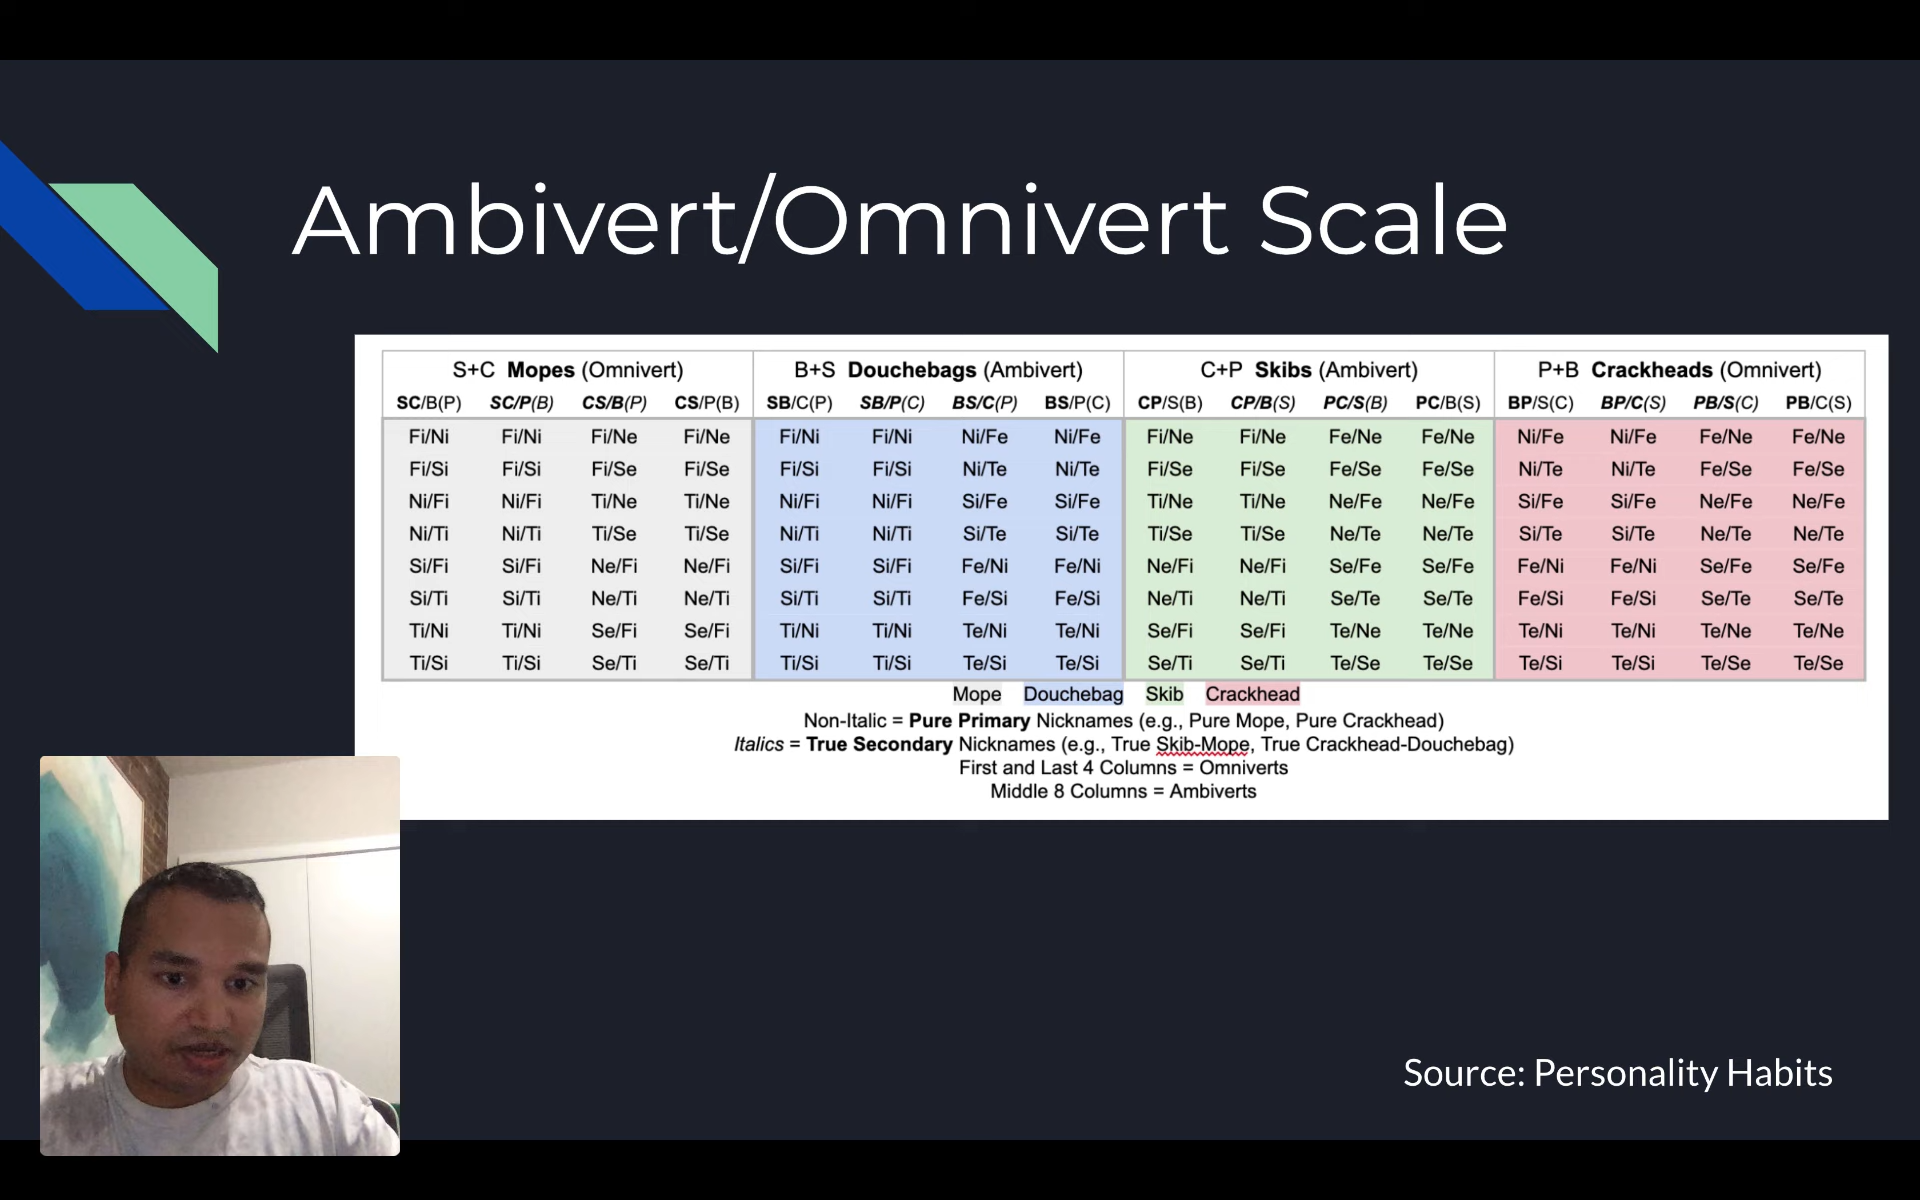 Ambivert/Omnivert Scale
S+C Mopes (Omnivert) B+S Douchebags (Ambivert) C+P Skibs (Ambivert) P+B Crackheads (Omnivert)
SC/B(P) SC/P(B) CS/B(P) CS/P(B) SB/C(P) SB/P(C) BS/C(P) BS/P(C) CP/S(B) CP/B(S) PC/S(B) PC/B(S) BP/S(C) BP/C(S) PB/S(C) PB/C(S)
Fi/Ni Fi/Ni Fi/Ne Fi/Ne Fi/Ni Fi/Ni Ni/Fe Ni/Fe Fi/Ne Fi/Ne Fe/Ne Fe/Ne Ni/Fe Ni/Fe Fe/Ne Fe/Ne
Fi/Si Fi/Si Fi/Se Fi/Se Fi/Si Fi/Si Ni/Te Ni/Te Fi/Se Fi/Se Fe/Se Fe/Se Ni/Te Ni/Te Fe/Se Fe/Se
Ni/Fi Ni/Fi Ti/Ne Ti/Ne Ni/Fi Ni/Fi Si/Fe Si/Fe Ti/Ne Ti/Ne Ne/Fe Ne/Fe Si/Fe Si/Fe Ne/Fe Ne/Fe
Ni/Ti Ni/Ti Ti/Se Ti/Se Ni/Ti Ni/Ti Si/Te Si/Te Ti/Se Ti/Se Ne/Te Ne/Te Si/Te Si/Te Ne/Te Ne/Te
Si/Fi Si/Fi Ne/Fi Ne/Fi Si/Fi Si/Fi Fe/Ni Fe/Ni Ne/Fi Ne/Fi Se/Fe Se/Fe Fe/Ni Fe/Ni Se/Fe Se/Fe
Si/Ti Si/Ti Ne/Ti Ne/Ti Si/Ti Si/Ti Fe/Si Fe/Si Ne/Ti Ne/Ti Se/Te Se/Te Fe/Si Fe/Si Se/Te Se/Te
Ti/Ni Ti/Ni Se/Fi Se/Fi Ti/Ni Ti/Ni Te/Ni Te/Ni Se/Fi Se/Fi Te/Ne Te/Ne Te/Ni Te/Ni Te/Ne Te/Ne
Ti/Si Ti/Si Se/Ti Se/Ti Ti/Si Ti/Si Te/Si Te/Si Se/Ti Se/Ti Te/Se Te/Se Te/Si Te/Si Te/Se Te/Se
Mope Douchebag Skib Crackhead
Non-Italic = Pure Primary Nicknames (e.g., Pure Mope, Pure Crackhead)
Italics = True Secondary Nicknames (e.g., True Skib-Mope, True Crackhead-Douchebag)
First and Last 4 Columns = Omniverts
Middle 8 Columns = Ambiverts
Source: Personality Habits